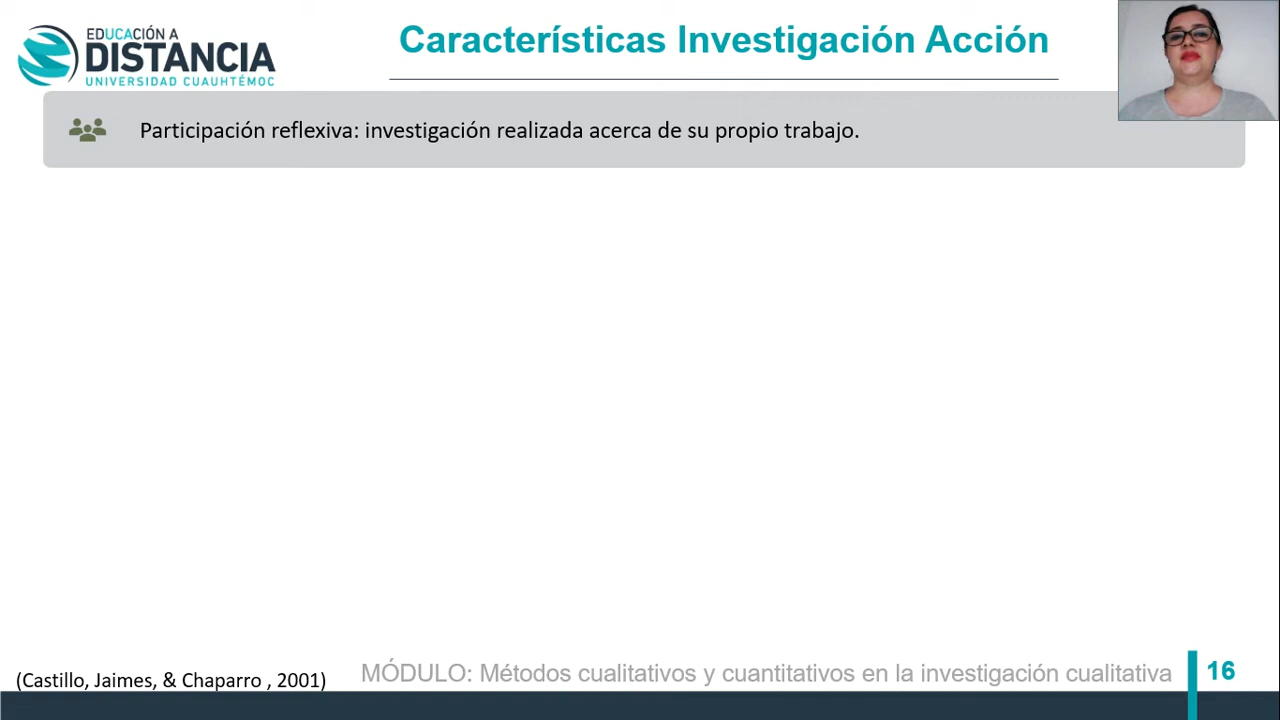 EDUCACIÓN A
DISTANCIA
UNIVERSIDAD CUAUHTÉMOC
Características Investigación Acción
Participación reflexiva: investigación realizada acerca de su propio trabajo.
(Castillo, Jaimes, & Chaparro , 2001)
MÓDULO: Métodos cualitativos y cuantitativos en la investigación cualitativa
16